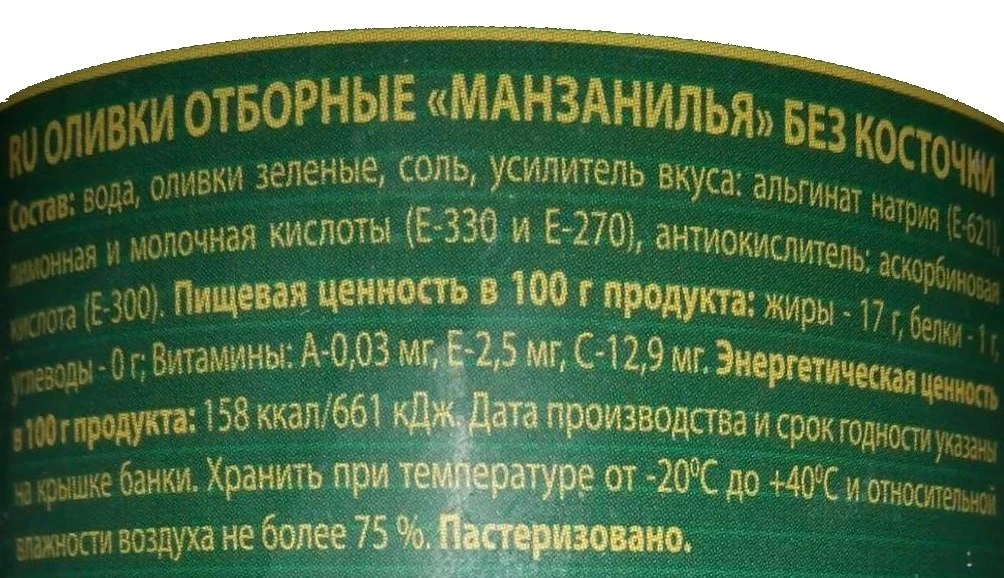 RU ОЛИВКИ ОТБОРНЫЕ «МАНЗАНИЛЬЯ» БЕЗ КОСТОЧКИ
Состав: вода, оливки зеленые, соль, усилитель вкуса: альгинат натрия (Е-621),
лимонная и молочная кислоты (Е-330 и Е-270), антиокислитель: аскорбиновая
кислота (Е-300). Пищевая ценность в 100 г продукта: жиры - 17 г, белки - 1 г,
углеводы - 0 г; Витамины: А-0,03 мг, Е-2,5 мг, С-12,9 мг. Энергетическая ценность
в 100 г продукта: 158 ккал/661 кДж. Дата производства и срок годности указаны
на крышке банки. Хранить при температуре от -20⁰С до +40⁰С и относительной
влажности воздуха не более 75 %. Пастеризовано.